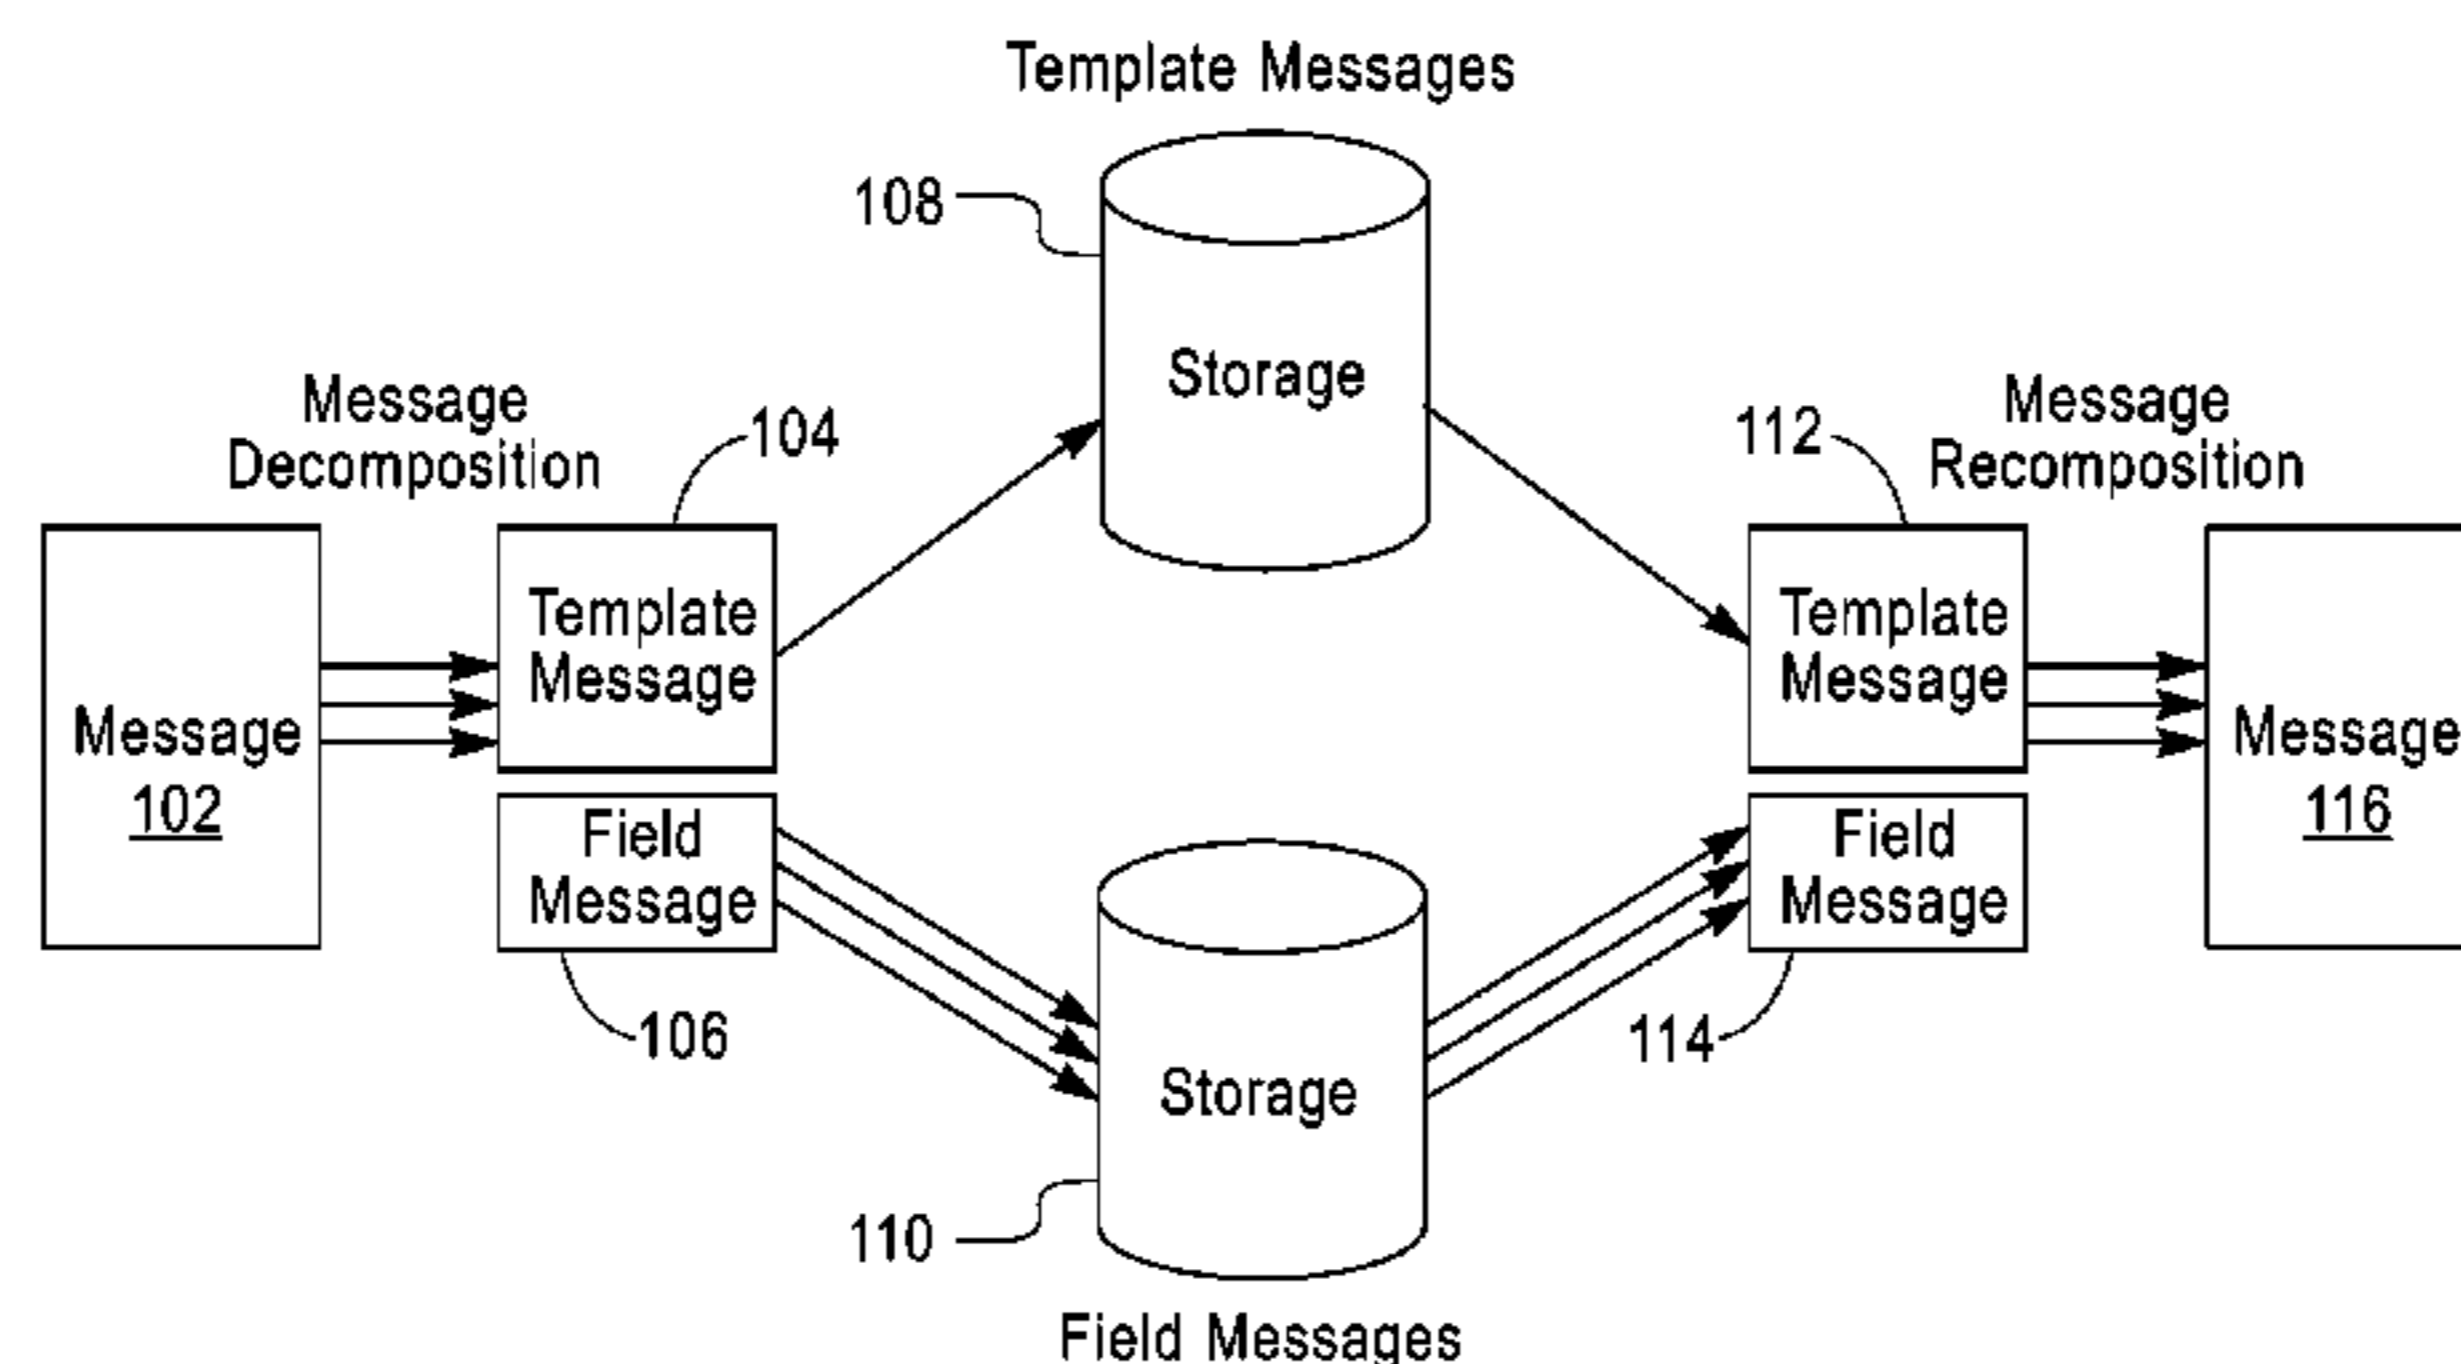 Template Messages
108
Storage
Message
Decomposition
104
112
Message
Recomposition
Message
102
Template
Message
Field
Message
106
Template
Message
Field
Message
114
Message
116
Storage
110
Field Messages